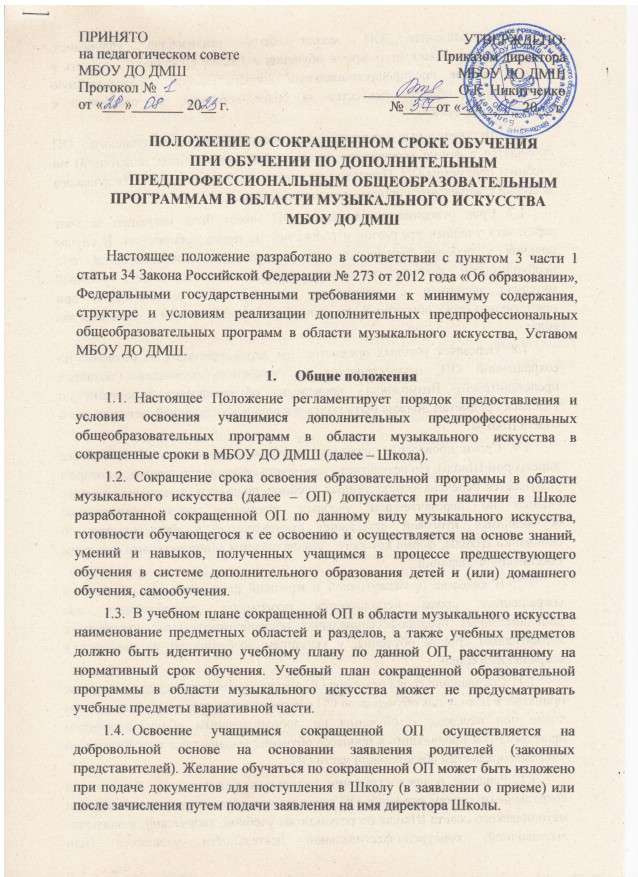 ПРИНЯТО
на педагогическом совете
МБОУ ДО ДМШ
Протокол № 1
от «28» 08 2023 г.
УТВЕРЖДЕНО:
Приказом директора
МБОУ ДО ДМШ
О.К. Никитченко
№ 37 от « 20 г.
ПОЛОЖЕНИЕ О СОКРАЩЕННОМ СРОКЕ ОБУЧЕНИЯ
ПРИ ОБУЧЕНИИ ПО ДОПОЛНИТЕЛЬНЫМ
ПРЕДПРОФЕССИОНАЛЬНЫМ ОБЩЕОБРАЗОВАТЕЛЬНЫМ
ПРОГРАММАМ В ОБЛАСТИ МУЗЫКАЛЬНОГО ИСКУССТВА
МБОУ ДО ДМШ
Настоящее положение разработано в соответствии с пунктом 3 части 1
статьи 34 Закона Российской Федерации № 273 от 2012 года «Об образовании»,
Федеральными государственными требованиями к минимуму содержания,
структуре и условиям реализации дополнительных предпрофессиональных
общеобразовательных программ в области музыкального искусства, Уставом
МБОУ ДО ДМШ.
1. Общие положения
1.1. Настоящее Положение регламентирует порядок предоставления и
условия освоения учащимися дополнительных предпрофессиональных
общеобразовательных программ в области музыкального искусства в
сокращенные сроки в МБОУ ДО ДМШ (далее – Школа).
1.2. Сокращение срока освоения образовательной программы в области
музыкального искусства (далее – ОП) допускается при наличии в Школе
разработанной сокращенной ОП по данному виду музыкального искусства,
готовности обучающегося к ее освоению и осуществляется на основе знаний,
умений и навыков, полученных учащимся в процессе предшествующего
обучения в системе дополнительного образования детей и (или) домашнего
обучения, самообучения.
1.3. В учебном плане сокращенной ОП в области музыкального искусства
наименование предметных областей и разделов, а также учебных предметов
должно быть идентично учебному плану по данной ОП, рассчитанному на
нормативный срок обучения. Учебный план сокращенной образовательной
программы в области музыкального искусства может не предусматривать
учебные предметы вариативной части.
1.4. Освоение учащимися сокращенной ОП осуществляется на
добровольной основе на основании заявления родителей (законных
представителей). Желание обучаться по сокращенной ОП может быть изложено
при подаче документов для поступления в Школу (в заявлении о приеме) или
после зачисления путем подачи заявления на имя директора Школы.